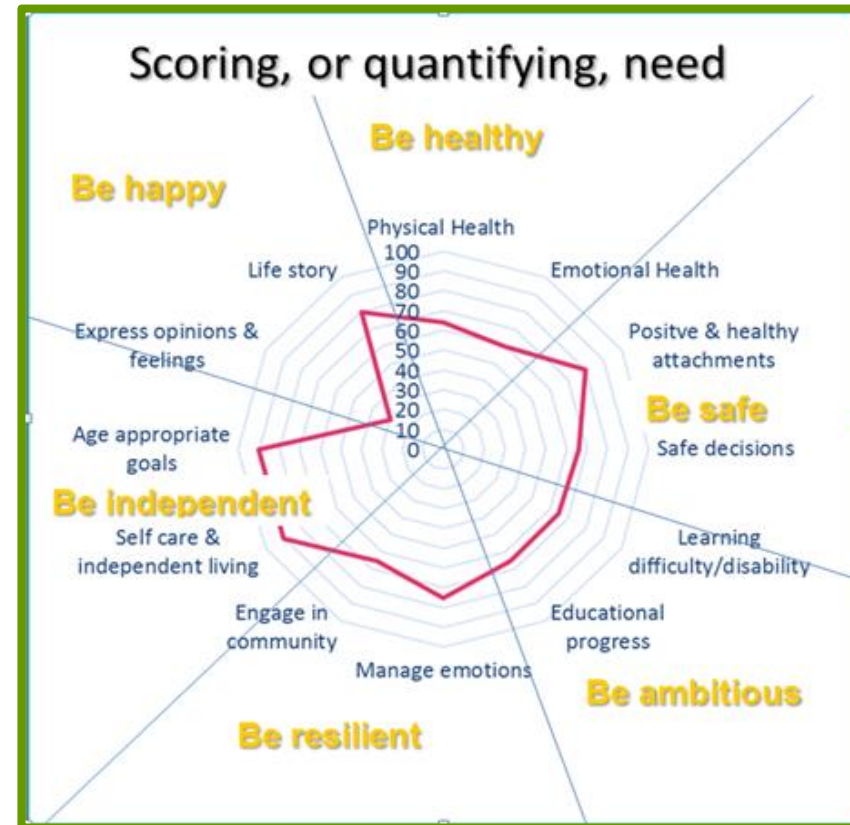 Scoring, or quantifying, need
Be healthy
Be happy
Physical Health
100
90
80
70
60
50
40
30
20
10
0
Life story
Emotional Health
Express opinions &
feelings
Positve & healthy
attachments
Be safe
Age appropriate
goals
Safe decisions
Be independent
Self care &
independent living
Learning
difficulty/disability
Engage in
community
Educational
progress
Manage emotions
Be ambitious
Be resilient